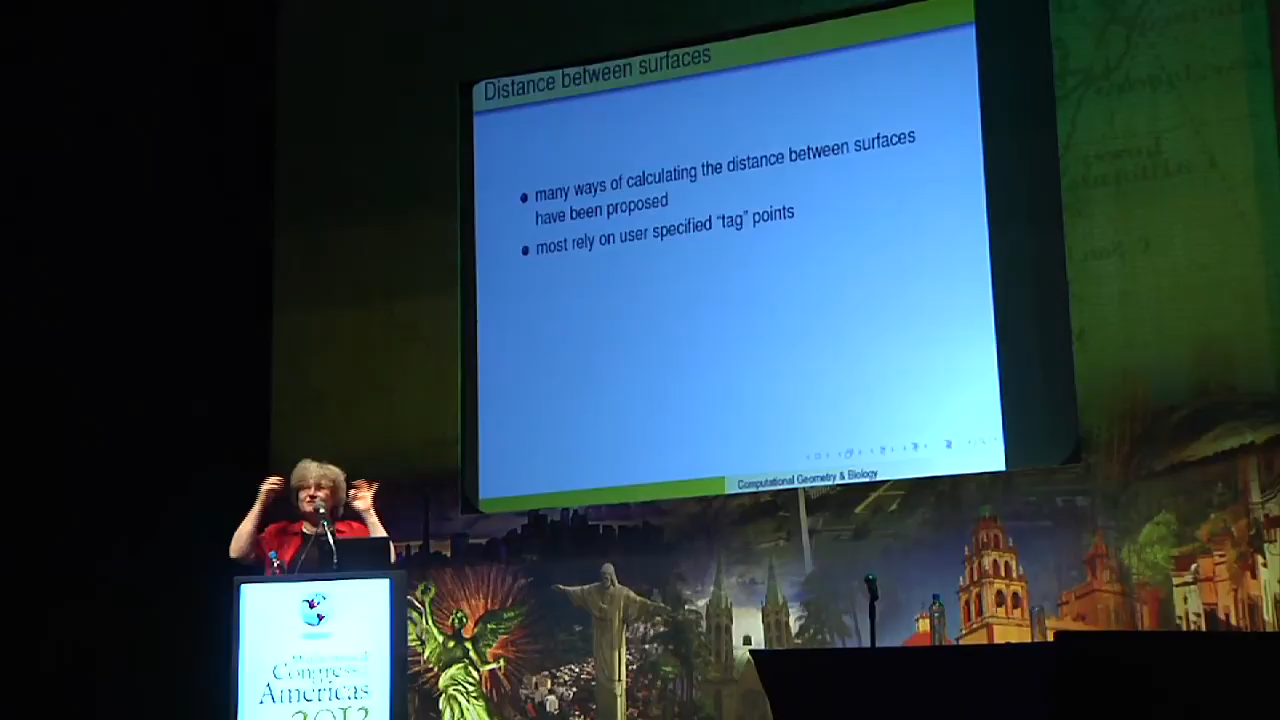 Distance between surfaces
many ways of calculating the distance between surfaces
have been proposed
most rely on user specified “tag” points
Computational Geometry & Biology
Congress
Americas
2013